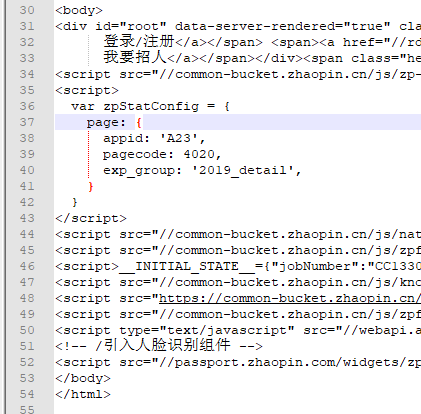 30 <body>
31 <div id="root" data-server-rendered="true" cla
32 登录/注册</a></span> <span><a href="//rd
33 我要招人</a></span></div><span class="he
34 <script src="//common-bucket.zhaopin.cn/js/zp-
35 <script>
36 var zpStatConfig = {
37 page: {
38 appid: 'A23',
39 pagecode: 4020,
40 exp_group: '2019_detail',
41 }
42 }
43 </script>
44 <script src="//common-bucket.zhaopin.cn/js/nat
45 <script src="//common-bucket.zhaopin.cn/js/zpf
46 <script>__INITIAL_STATE__={"jobNumber":"CC1330
47 <script src="//common-bucket.zhaopin.cn/js/kno
48 <script src="https://common-bucket.zhaopin.cn/
49 <script src="//common-bucket.zhaopin.cn/js/zpf
50 <script type="text/javascript" src="//webapi.a
51 <!-- /引入人脸识别组件 -->
52 <script src="//passport.zhaopin.com/widgets/zp
53 </body>
54 </html>
55